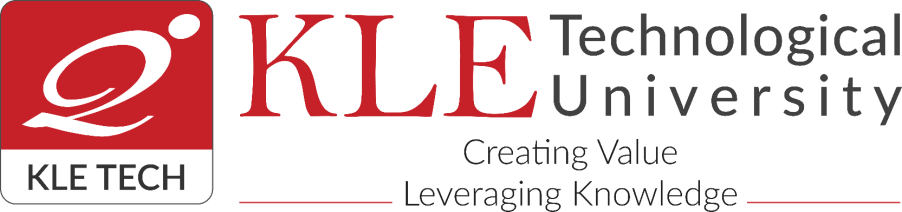 KLE TECH
KLE Technological
University
Creating Value
Leveraging Knowledge